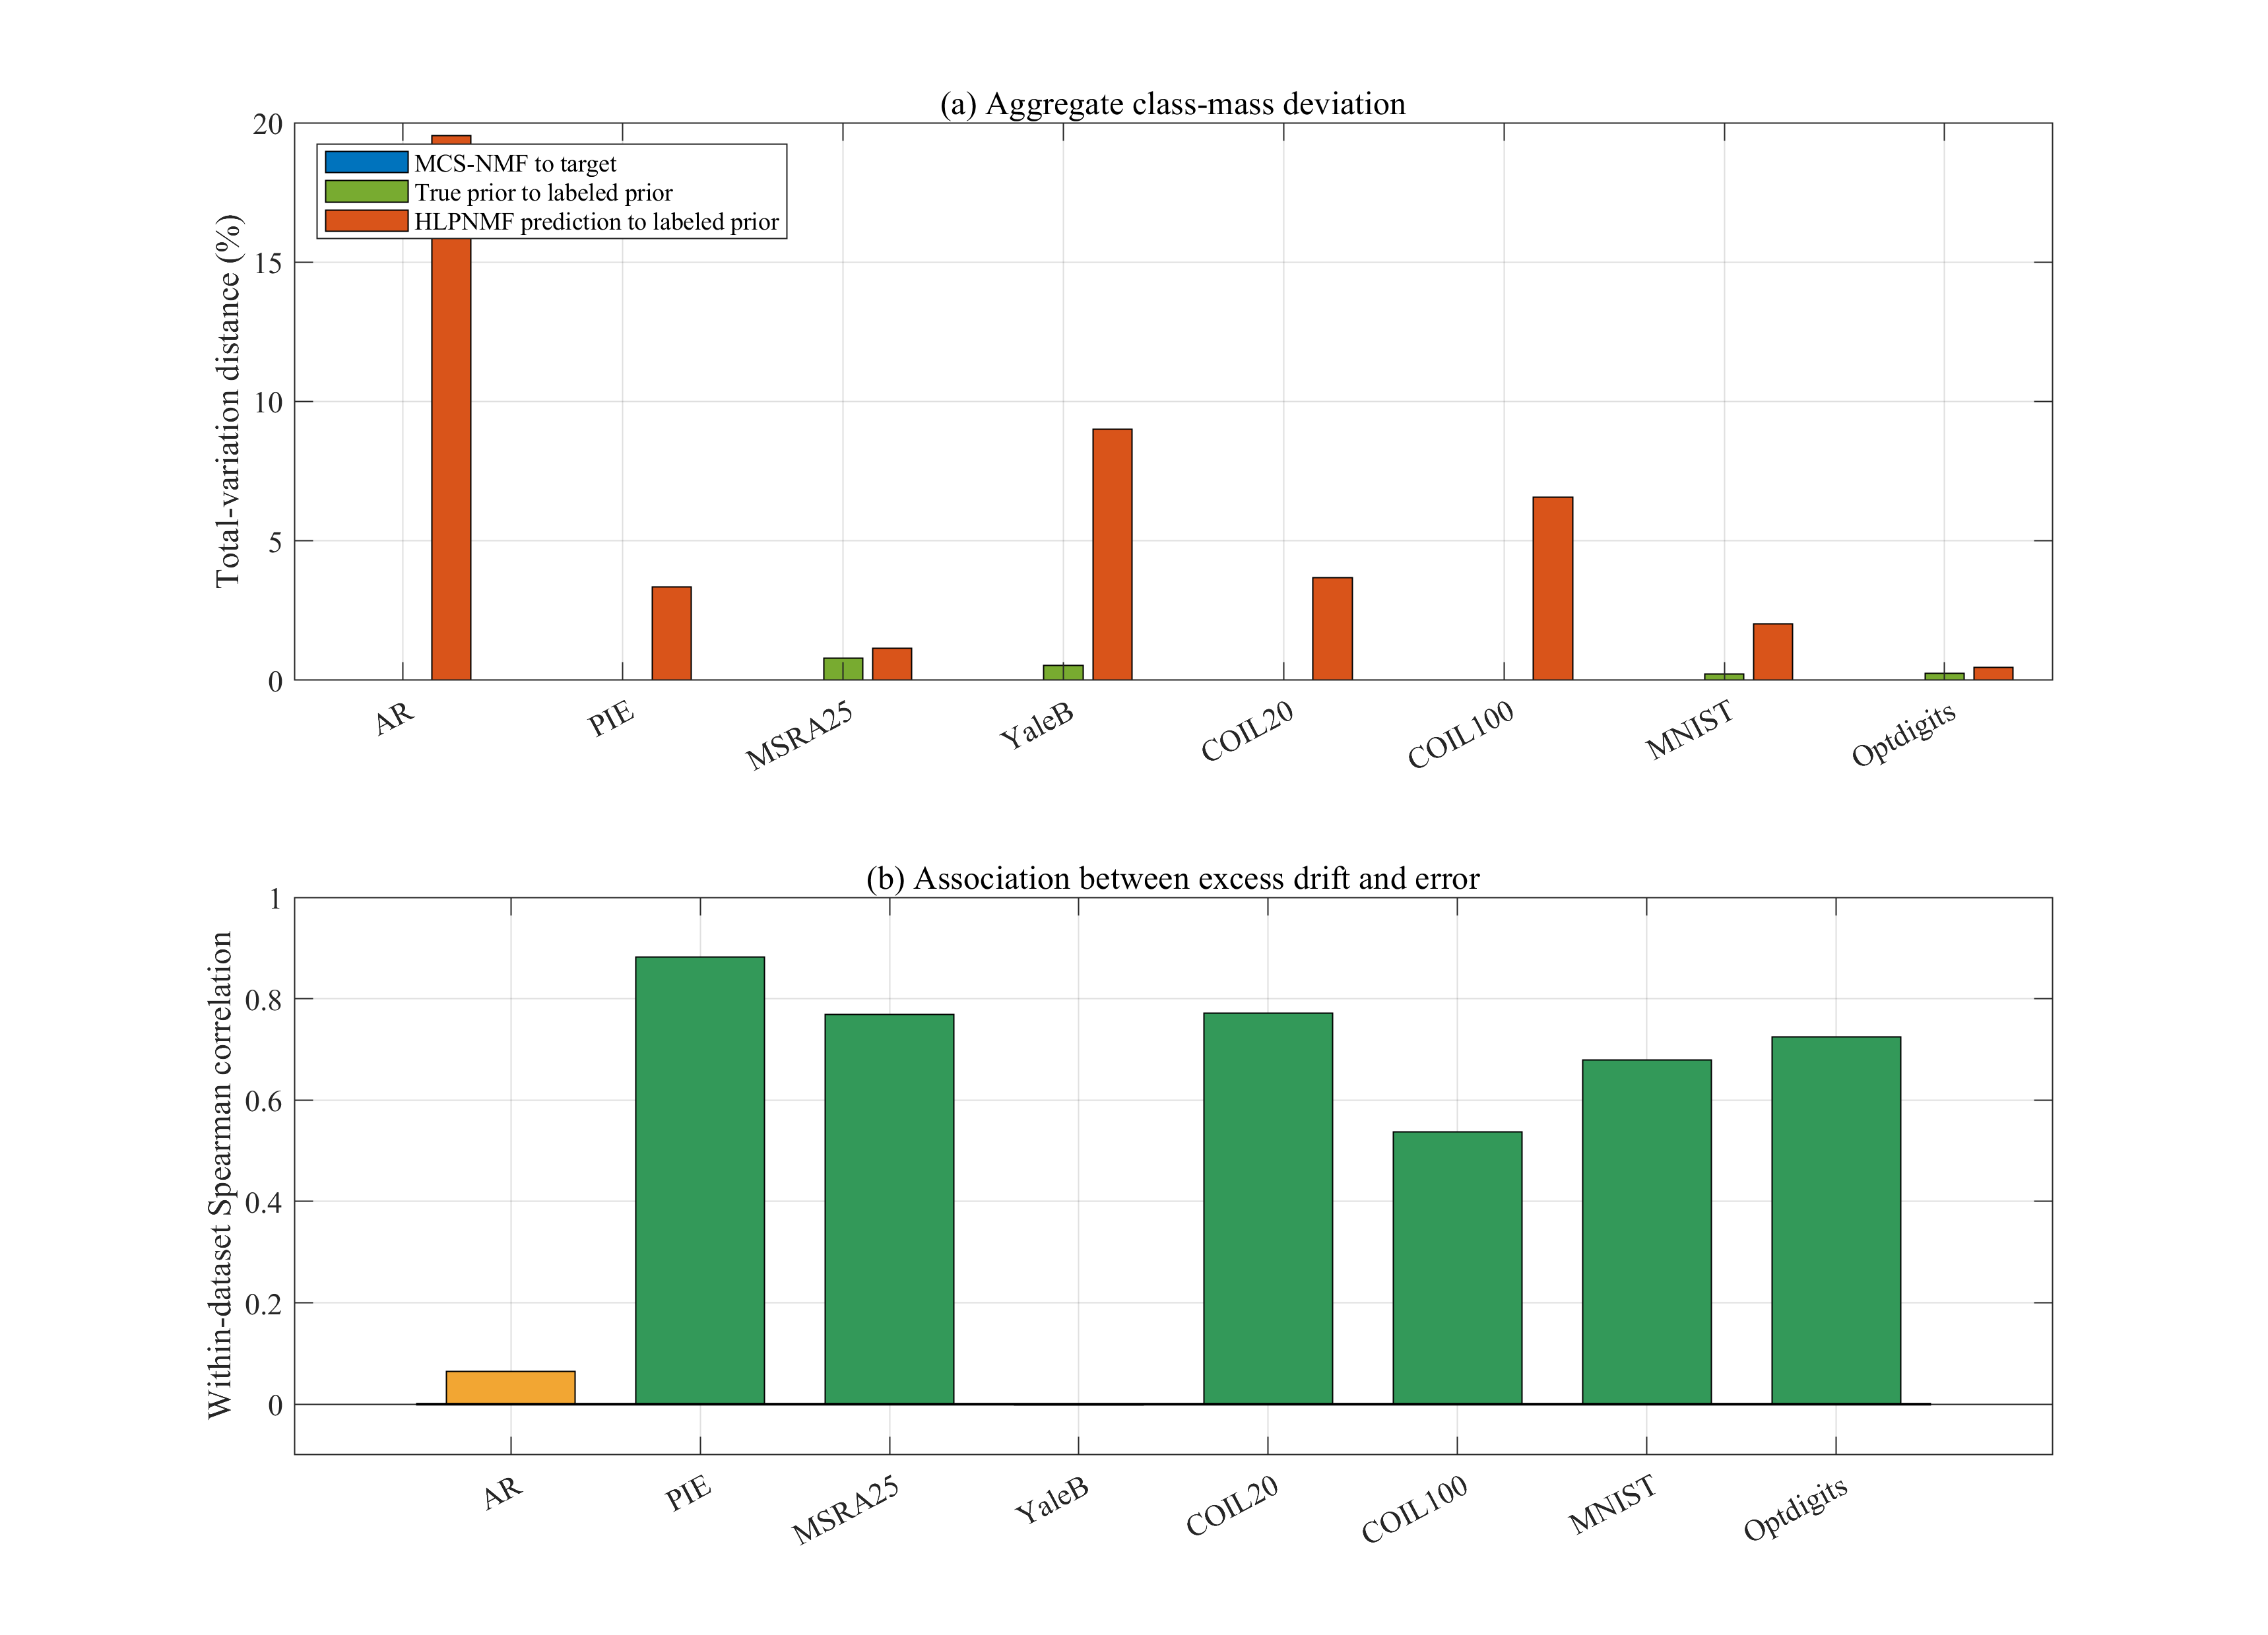 (a) Aggregate class-mass deviation
Total-variation distance (%)
20
15
10
5
0
MCS-NMF to target
True prior to labeled prior
HLPNMF prediction to labeled prior
AR
PIE
MSRA25
YaleB
COIL20
COIL100
MNIST
Optdigits
(b) Association between excess drift and error
Within-dataset Spearman correlation
1
0.8
0.6
0.4
0.2
0
AR
PIE
MSRA25
YaleB
COIL20
COIL100
MNIST
Optdigits